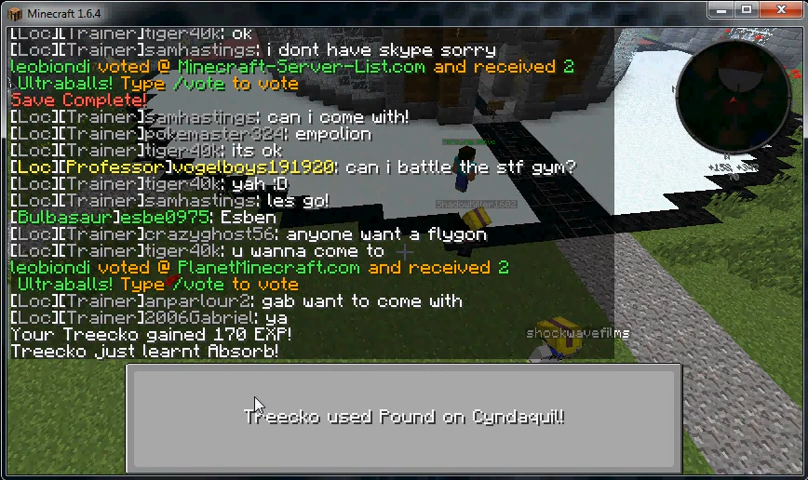 Minecraft 1.6.4
[Loc][Trainer]tiger40k: ok
[Loc][Trainer]samhastings: i dont have skype sorry
leobiondi voted @ Minecraft-Server-List.com and received 2
Ultraballs! Type /vote to vote
Save Complete!
[Loc][Trainer]samhastings: can i come with!
[Loc][Trainer]pokemaster324: empolion
[Loc][Trainer]tiger40k: its ok
[Loc][Professor]vogelboys191920: can i battle the stf gym?
[Loc][Trainer]tiger40k: yah :D
[Loc][Trainer]samhastings: les go!
[Bulbasaur]esbe0975: Esben
[Loc][Trainer]crazyghost56: anyone want a flygon
[Loc][Trainer]tiger40k: u wanna come to
leobiondi voted @ PlanetMinecraft.com and received 2
Ultraballs! Type /vote to vote
[Loc][Trainer]anparlour2: gab want to come with
[Loc][Trainer]2006Gabriel: ya
shockwavefilms
Your Treecko gained 170 EXP!
Treecko just learnt Absorb!
Treecko used Pound on Cyndaquil!